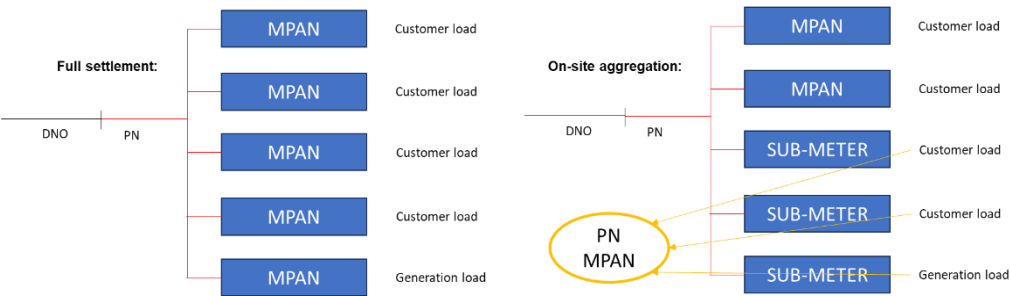 Full settlement:
DNO
PN
MPAN
Customer load
MPAN
Customer load
MPAN
Customer load
MPAN
Customer load
MPAN
Generation load
On-site aggregation:
DNO
PN
MPAN
Customer load
MPAN
Customer load
SUB-METER
Customer load
SUB-METER
Customer load
SUB-METER
Generation load
PN
MPAN